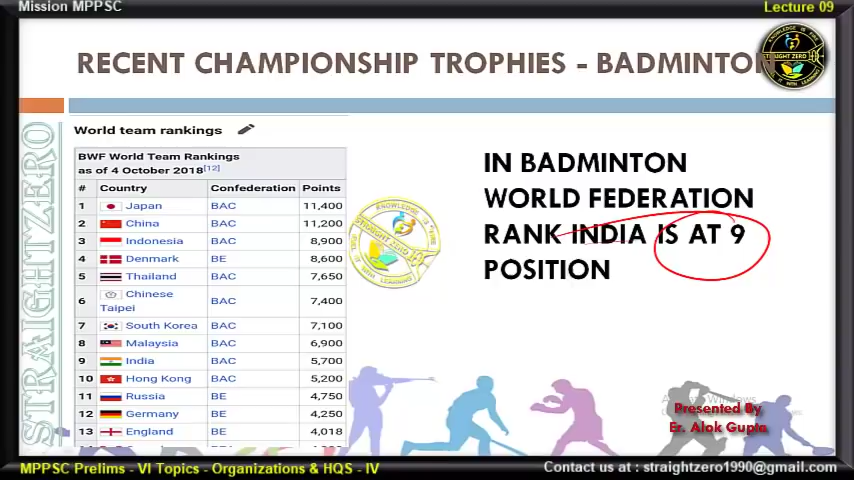 Mission MPPSC
Lecture 09
RECENT CHAMPIONSHIP TROPHIES - BADMINTON
STRAIGHT ZERO
STRAIGHTZERO
World team rankings
BWF World Team Rankings
as of 4 October 2018[12]
# Country Confederation Points
1 Japan BAC 11,400
2 China BAC 11,200
3 Indonesia BAC 8,900
4 Denmark BE 8,600
5 Thailand BAC 7,650
6 Chinese Taipei BAC 7,400
7 South Korea BAC 7,100
8 Malaysia BAC 6,900
9 India BAC 5,700
10 Hong Kong BAC 5,200
11 Russia BE 4,750
12 Germany BE 4,250
13 England BE 4,018
IN BADMINTON
WORLD FEDERATION
RANK INDIA IS AT 9
POSITION
STRAIGHT ZERO
Presented By
Er. Alok Gupta
MPPSC Prelims - VI Topics - Organizations & HQS - IV
Contact us at : straightzero1990@gmail.com